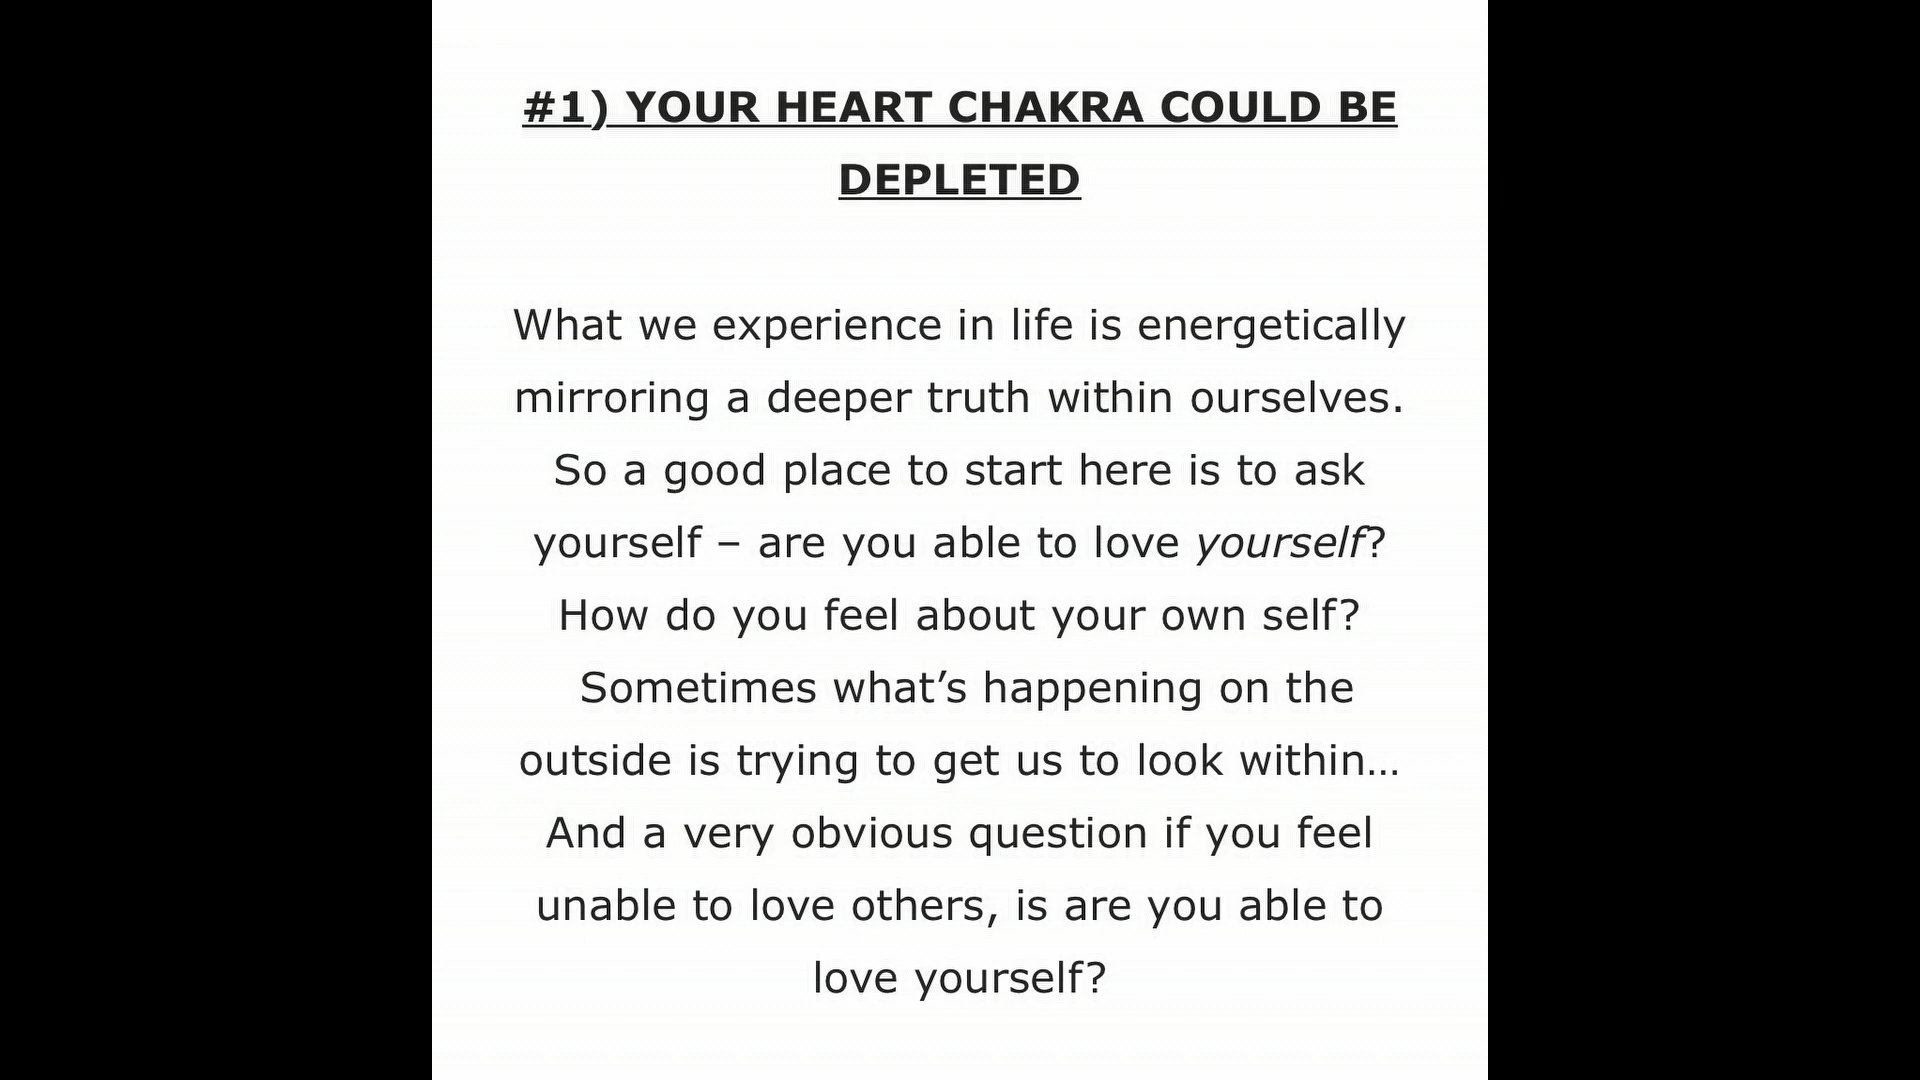 #1) YOUR HEART CHAKRA COULD BE
DEPLETED
What we experience in life is energetically
mirroring a deeper truth within ourselves.
So a good place to start here is to ask
yourself – are you able to love yourself?
How do you feel about your own self?
Sometimes what’s happening on the
outside is trying to get us to look within…
And a very obvious question if you feel
unable to love others, is are you able to
love yourself?